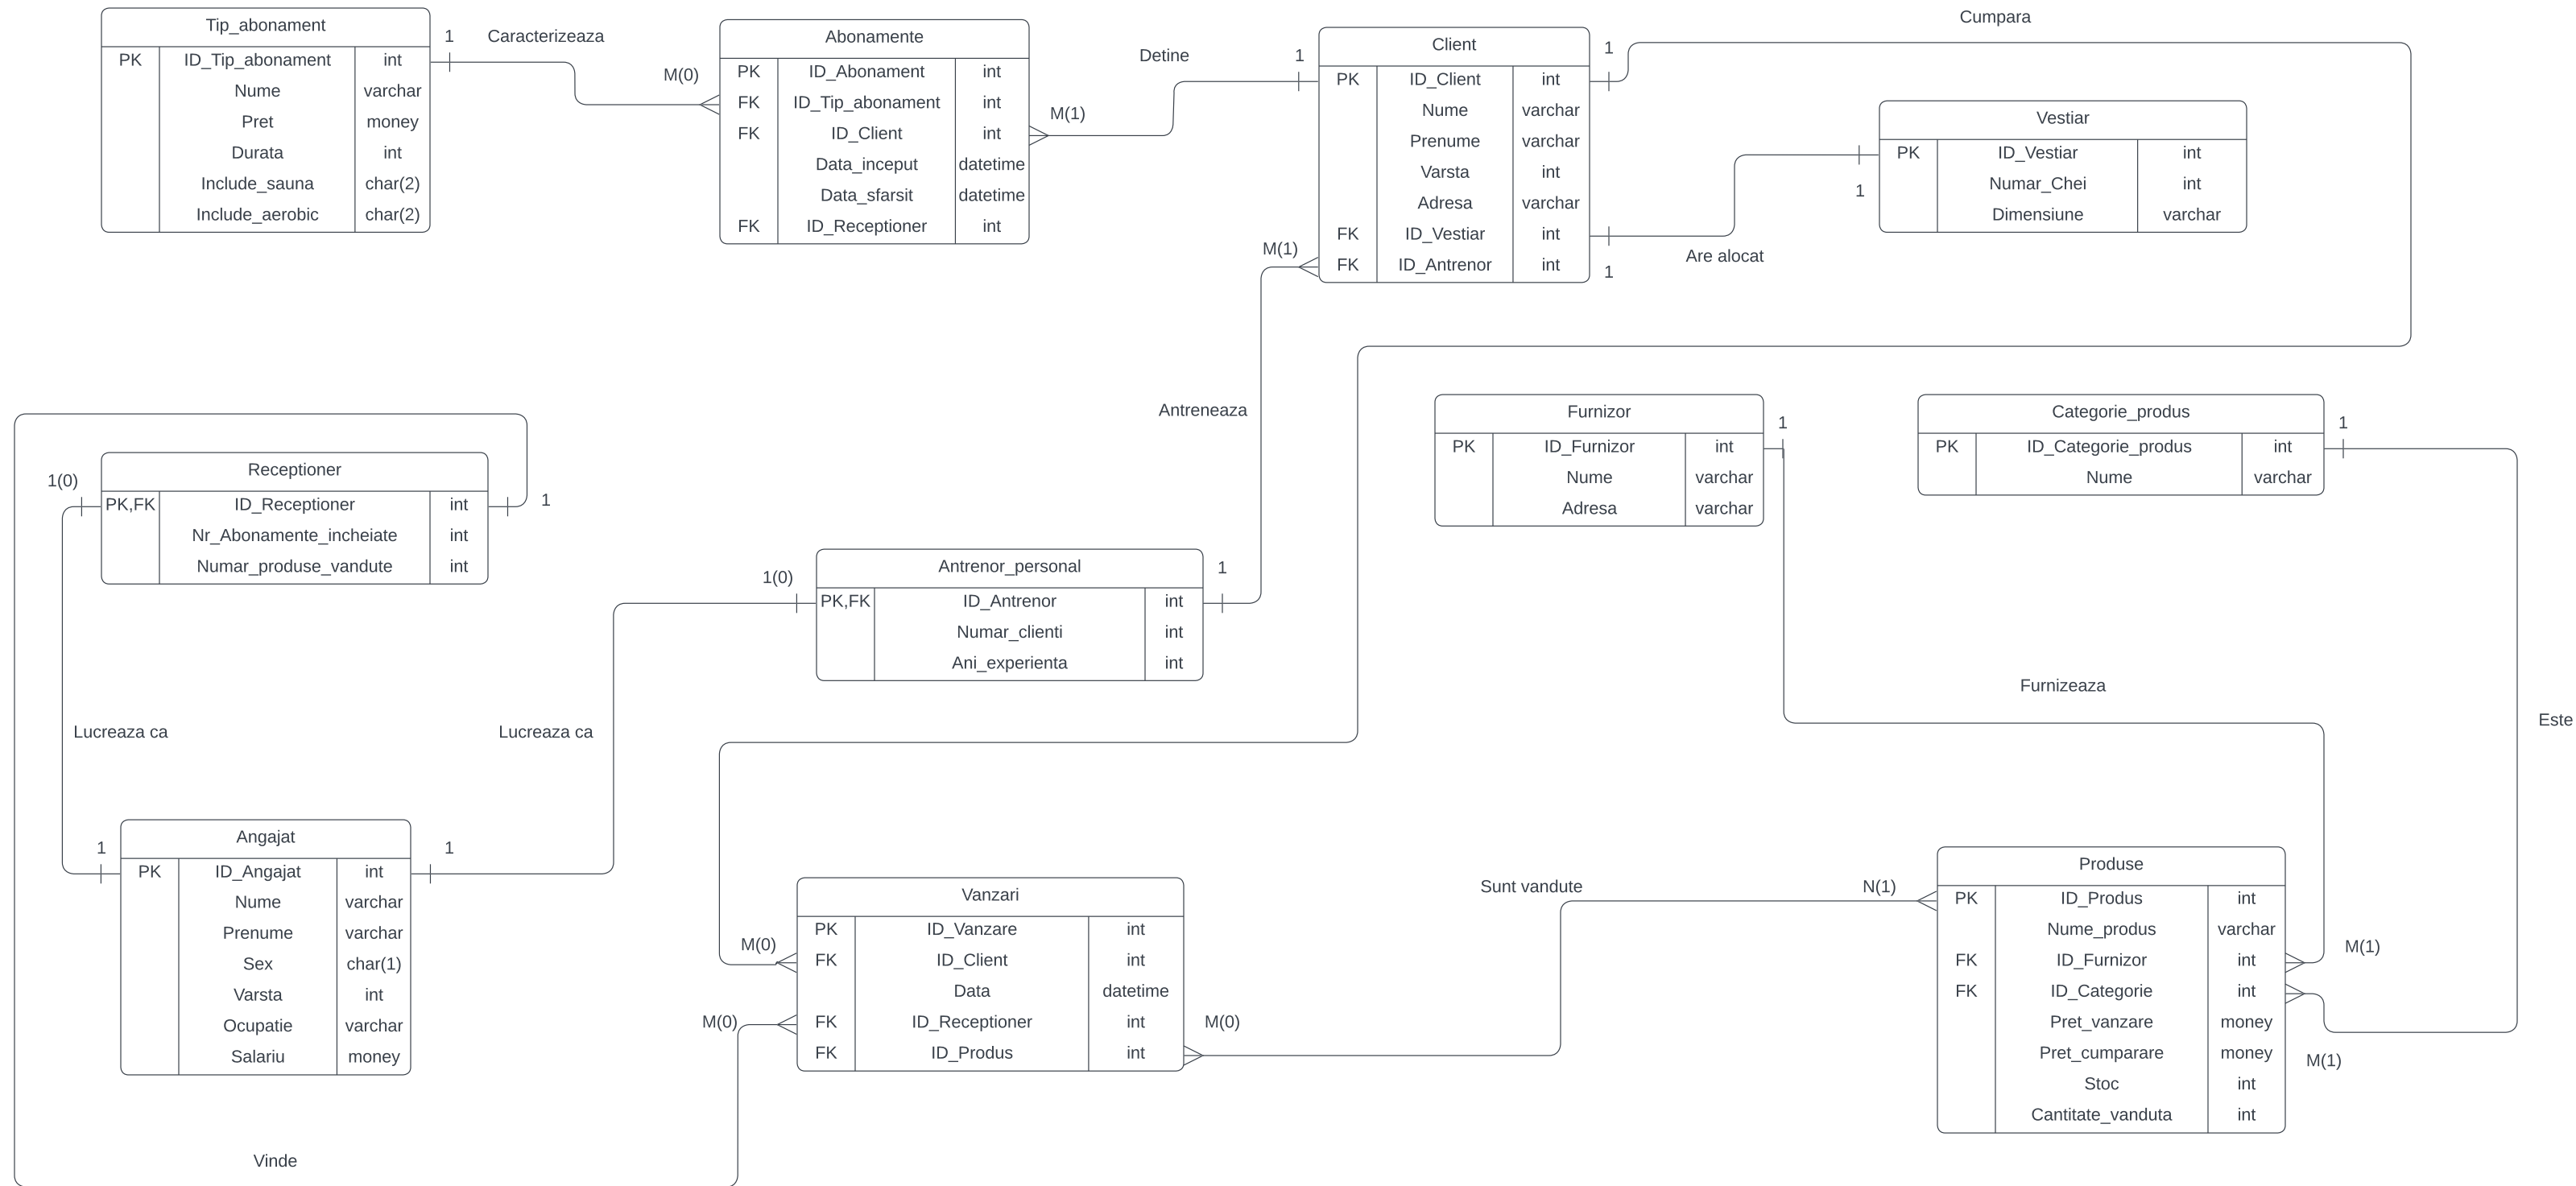 Cumpara
Tip_abonament
PK ID_Tip_abonament int
Nume varchar
Pret money
Durata int
Include_sauna char(2)
Include_aerobic char(2)
1
Caracterizeaza
M(0)
Abonamente
PK ID_Abonament int
FK ID_Tip_abonament int
FK ID_Client int
Data_inceput datetime
Data_sfarsit datetime
FK ID_Receptioner int
Detine
M(1)
1
Client
PK ID_Client int
Nume varchar
Prenume varchar
Varsta int
Adresa varchar
FK ID_Vestiar int
FK ID_Antrenor int
1
M(1)
1
Are alocat
1
Vestiar
PK ID_Vestiar int
Numar_Chei int
Dimensiune varchar
Antreneaza
Receptioner
PK,FK ID_Receptioner int
Nr_Abonamente_incheiate int
Numar_produse_vandute int
1(0)
1
Furnizor
PK ID_Furnizor int
Nume varchar
Adresa varchar
1
Categorie_produs
PK ID_Categorie_produs int
Nume varchar
1
1(0)
Antrenor_personal
PK,FK ID_Antrenor int
Numar_clienti int
Ani_experienta int
1
Furnizeaza
Este
Lucreaza ca
Lucreaza ca
1
Angajat
PK ID_Angajat int
Nume varchar
Prenume varchar
Sex char(1)
Varsta int
Ocupatie varchar
Salariu money
1
Vanzari
PK ID_Vanzare int
FK ID_Client int
Data datetime
FK ID_Receptioner int
FK ID_Produs int
M(0)
M(0)
M(0)
Sunt vandute
N(1)
Produse
PK ID_Produs int
Nume_produs varchar
FK ID_Furnizor int
FK ID_Categorie int
Pret_vanzare money
Pret_cumparare money
Stoc int
Cantitate_vanduta int
M(1)
M(1)
Vinde